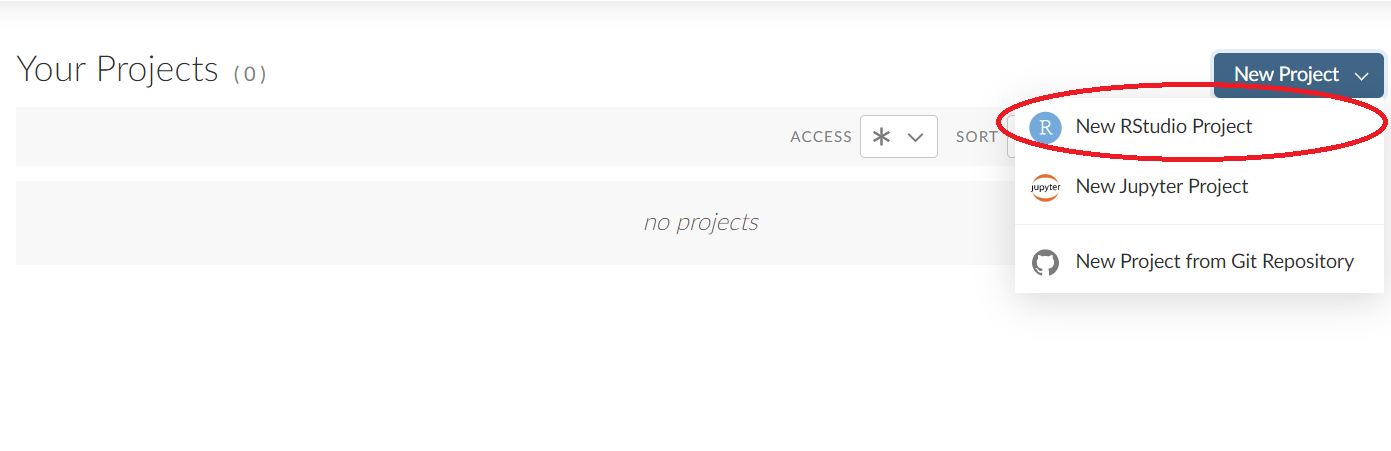 Your Projects (0)
New Project
ACCESS
SORT
R
New RStudio Project
jupyter
New Jupyter Project
no projects
New Project from Git Repository